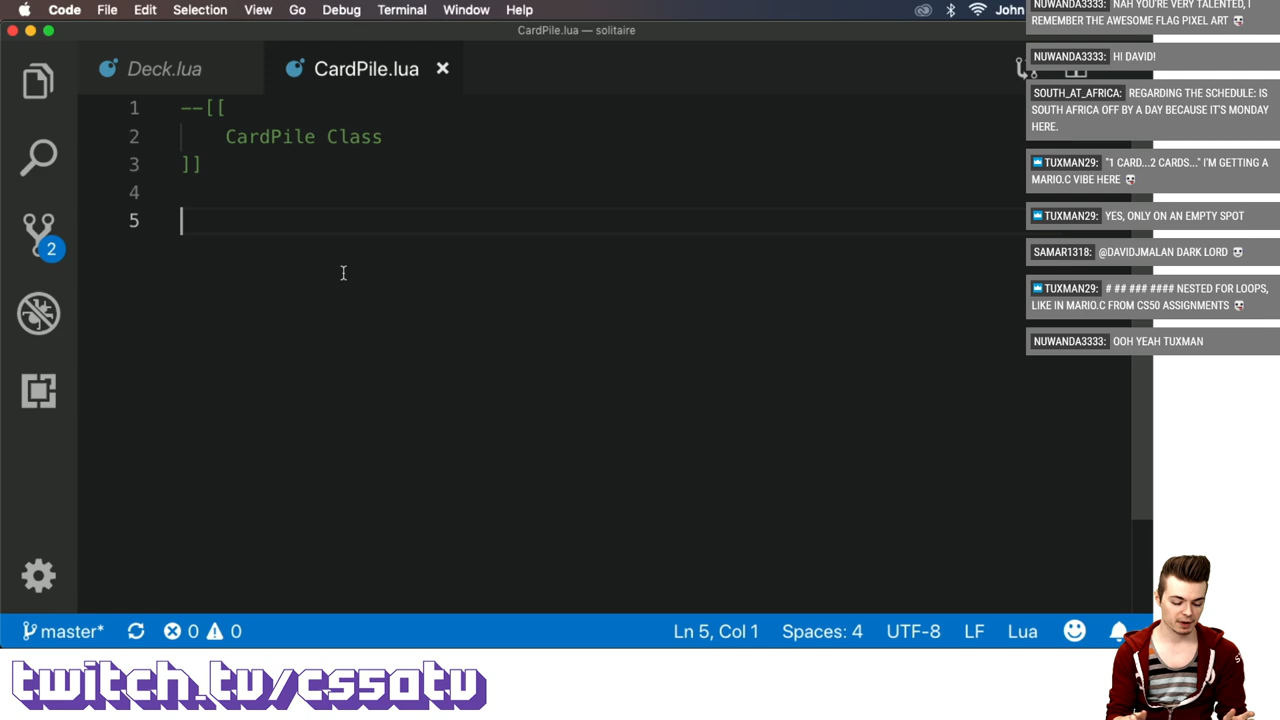 Code File Edit Selection View Go Debug Terminal Window Help John
CardPile.lua — solitaire
Deck.lua CardPile.lua
1 --[[
2 CardPile Class
3 ]]
4
5
2
master* 0 0 Ln 5, Col 1 Spaces: 4 UTF-8 LF Lua
NUWANDA3333: NAH YOU'RE VERY TALENTED, I
REMEMBER THE AWESOME FLAG PIXEL ART
NUWANDA3333: HI DAVID!
SOUTH_AT_AFRICA: REGARDING THE SCHEDULE: IS
SOUTH AFRICA OFF BY A DAY BECAUSE IT'S MONDAY
HERE.
TUXMAN29: "1 CARD...2 CARDS..." I'M GETTING A
MARIO.C VIBE HERE
TUXMAN29: YES, ONLY ON AN EMPTY SPOT
SAMAR1318: @DAVIDJMALAN DARK LORD
TUXMAN29: # ## ### #### NESTED FOR LOOPS,
LIKE IN MARIO.C FROM CS50 ASSIGNMENTS
NUWANDA3333: OOH YEAH TUXMAN
twitch.tv/cs50tv